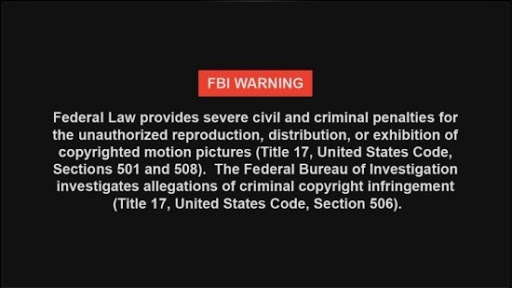 FBI WARNING
Federal Law provides severe civil and criminal penalties for
the unauthorized reproduction, distribution, or exhibition of
copyrighted motion pictures (Title 17, United States Code,
Sections 501 and 508).  The Federal Bureau of Investigation
investigates allegations of criminal copyright infringement
(Title 17, United States Code, Section 506).